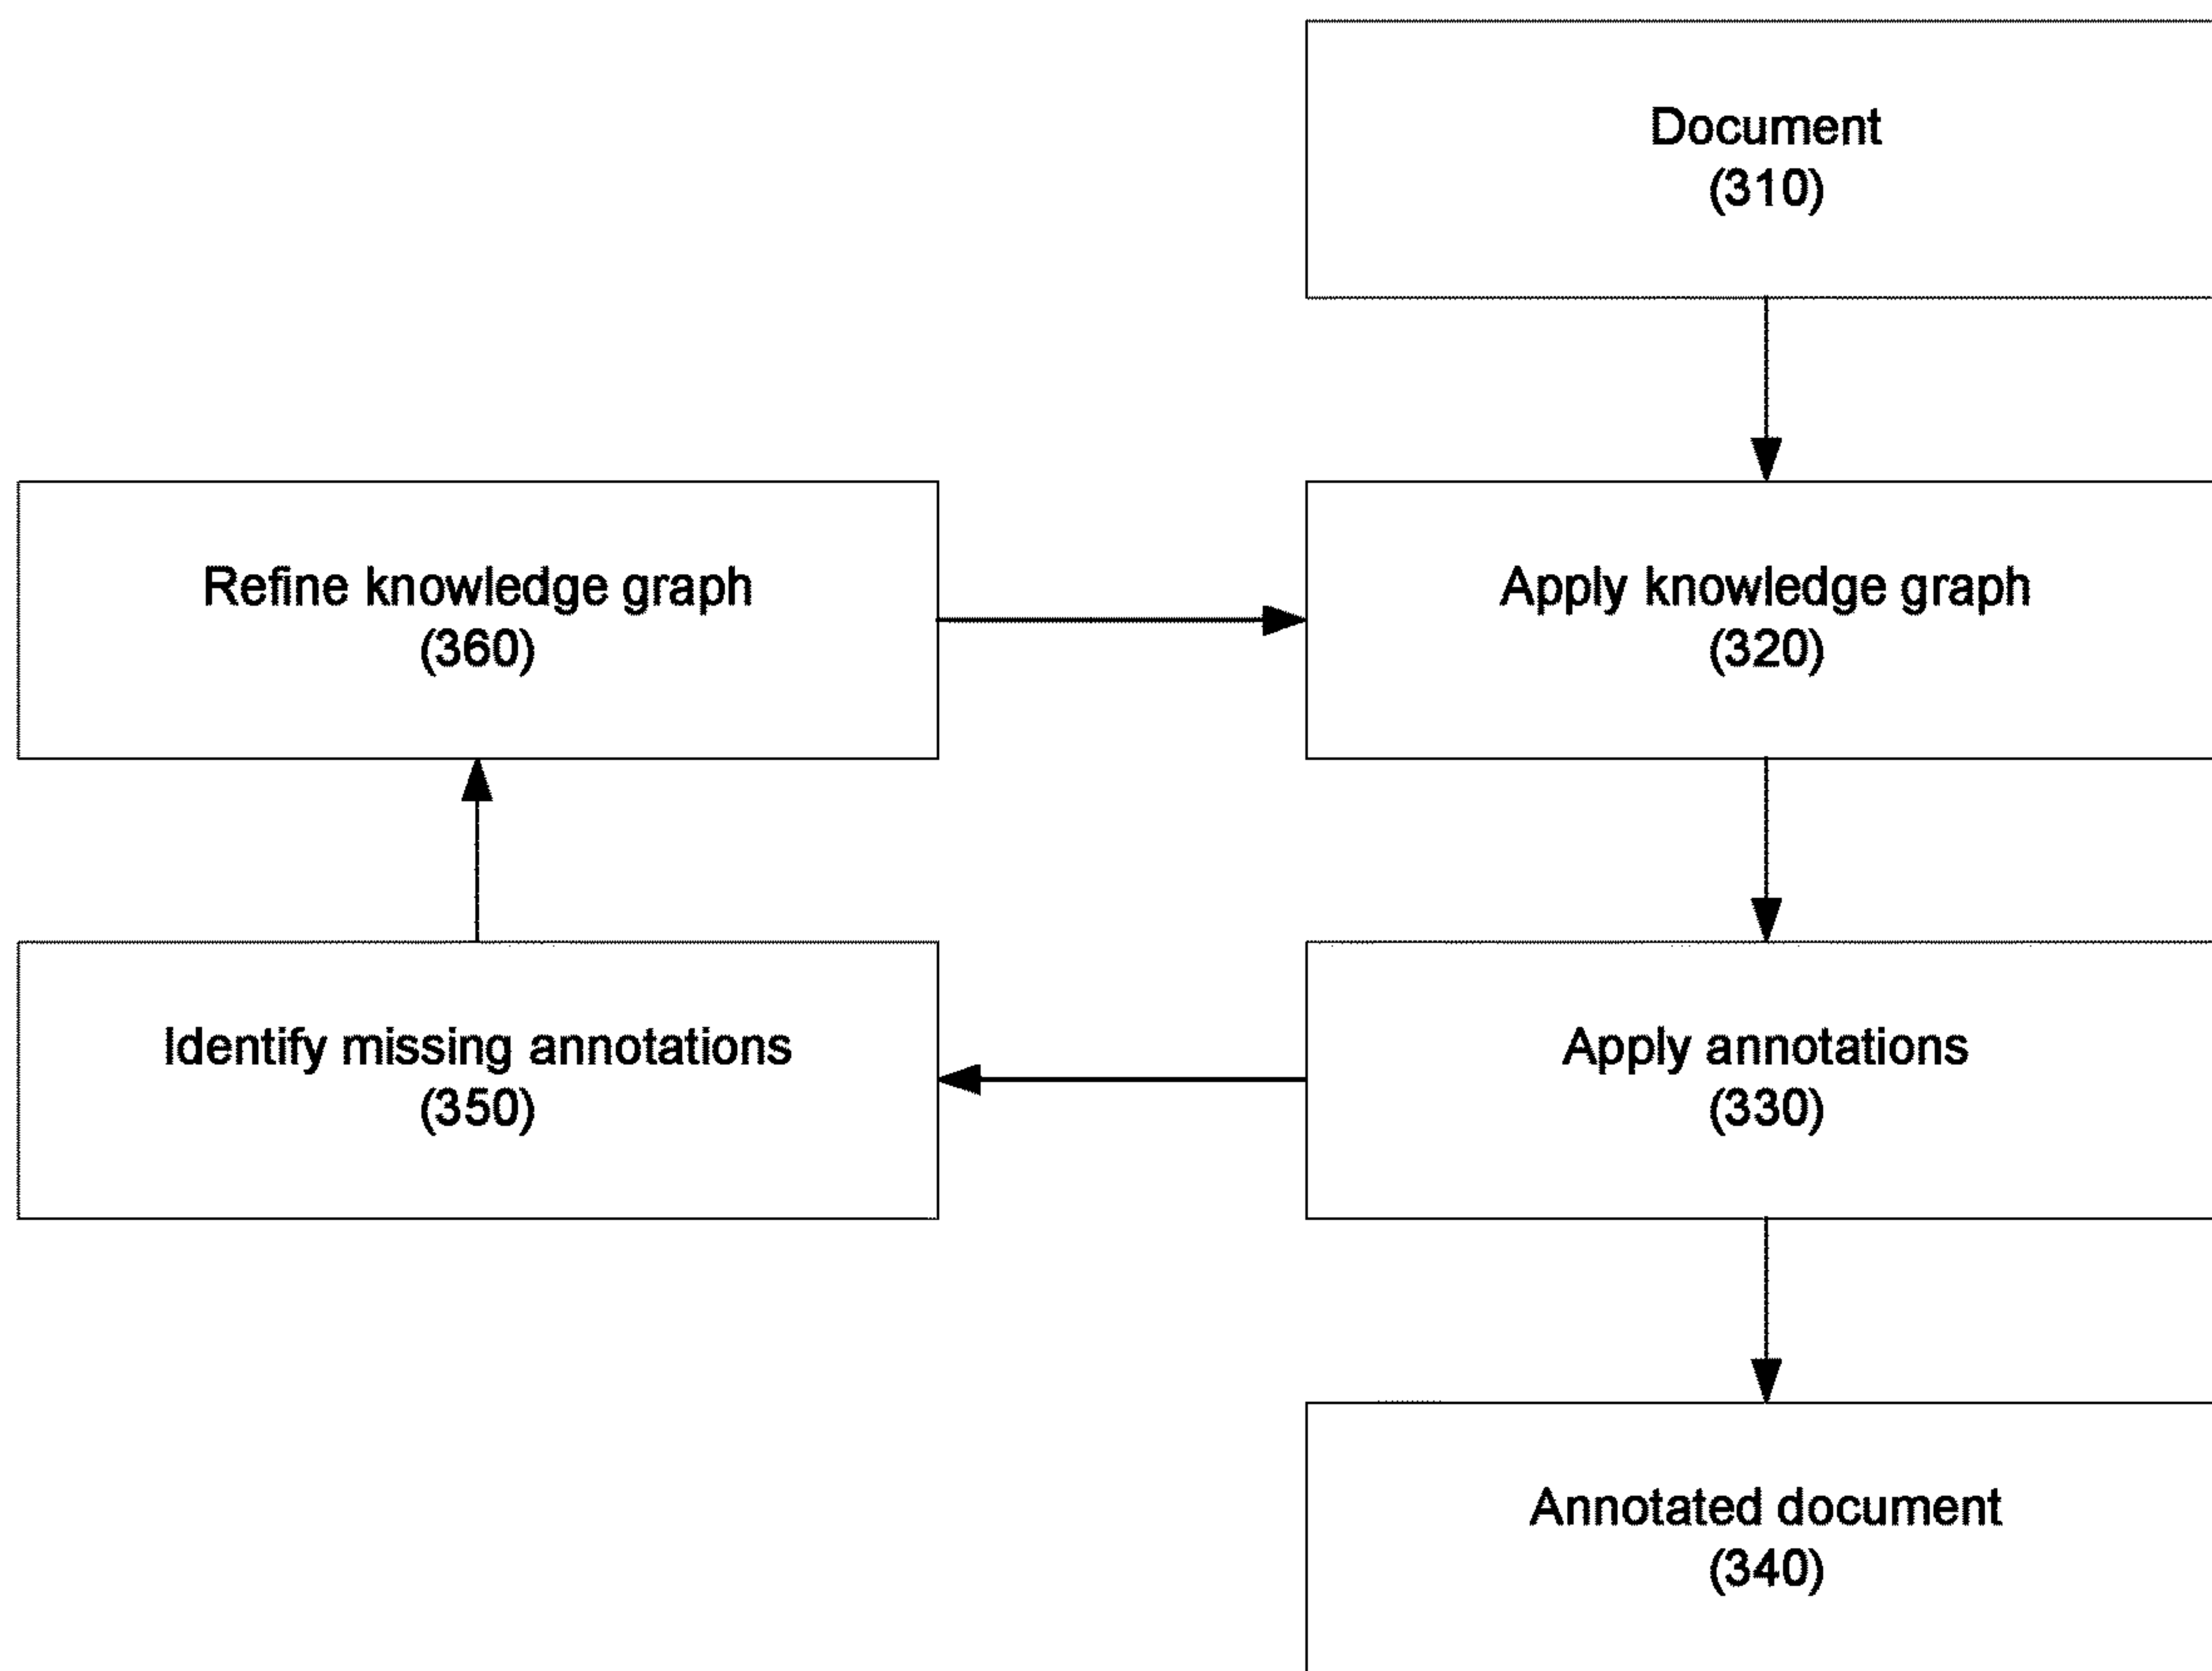 Document
(310)
Refine knowledge graph
(360)
Apply knowledge graph
(320)
Identify missing annotations
(350)
Apply annotations
(330)
Annotated document
(340)